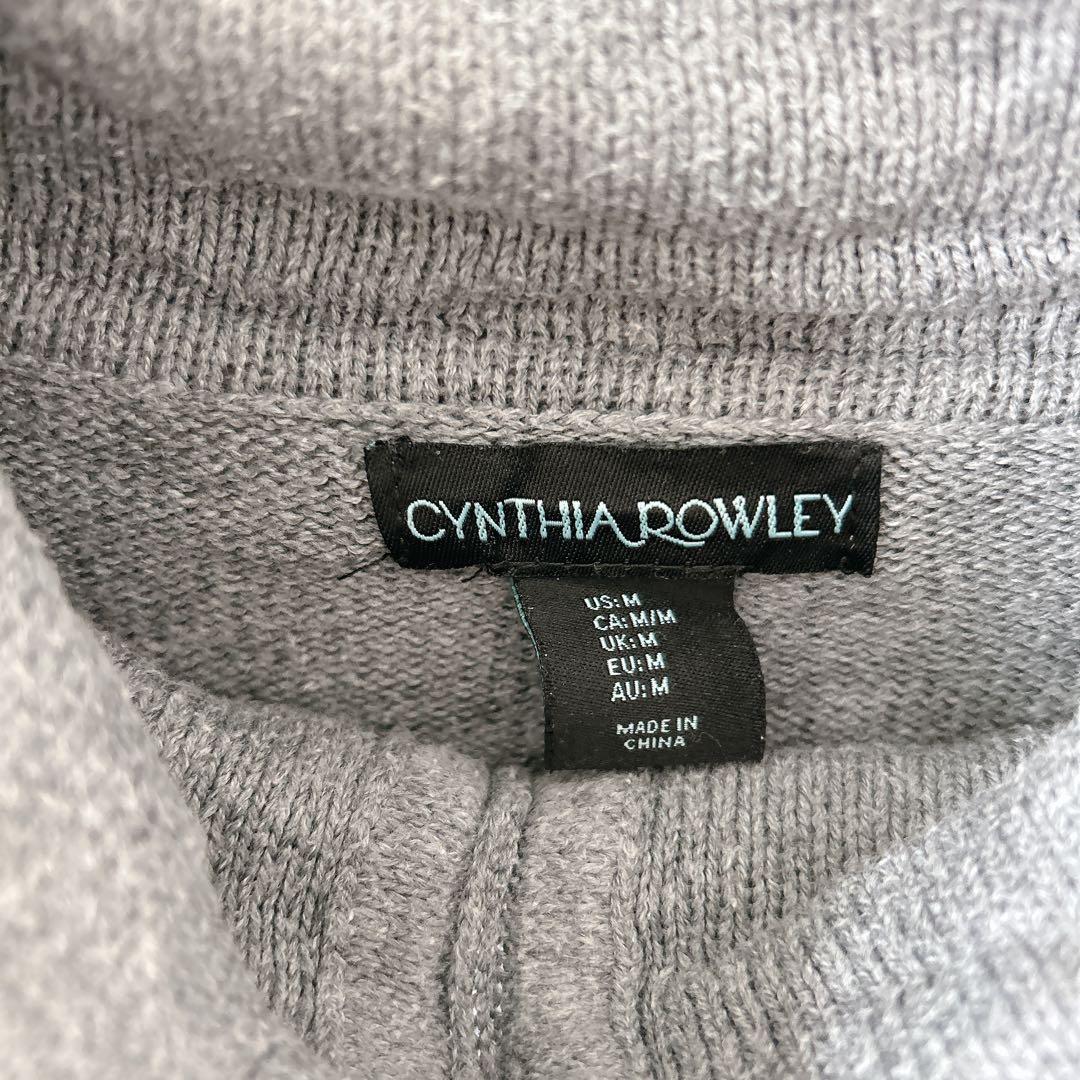 CYNTHIA ROWLEY
US: M
CA: M/M
UK: M
EU: M
AU: M
MADE IN
CHINA